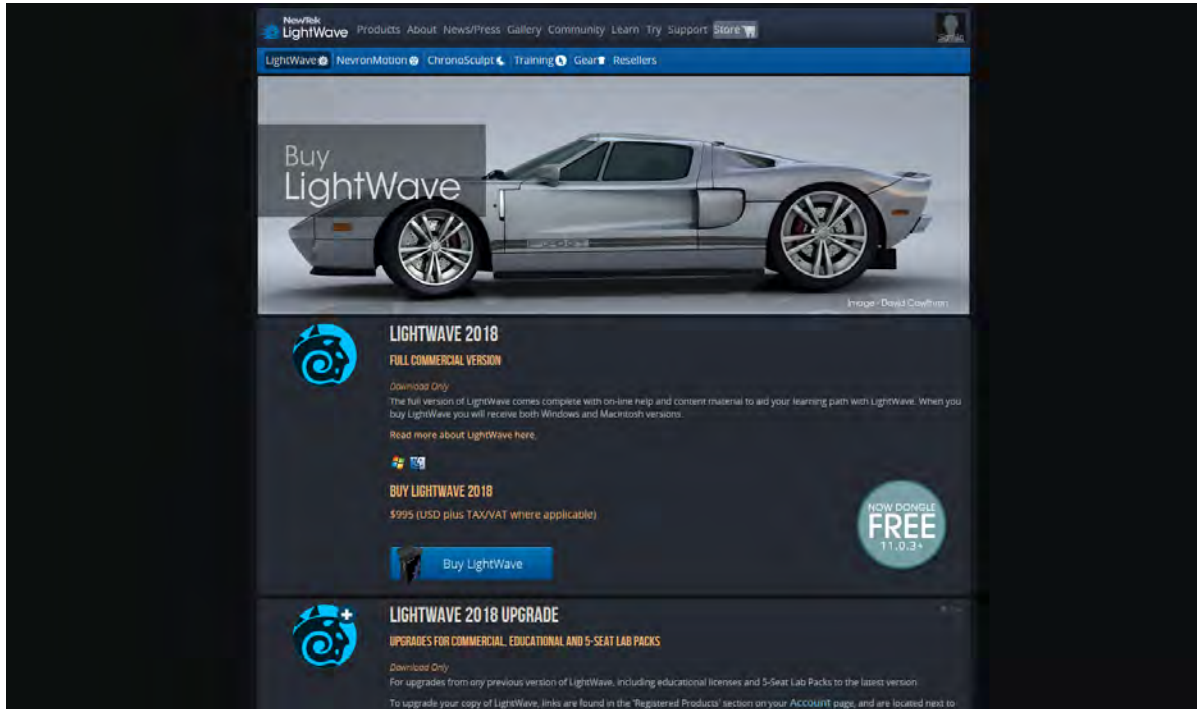 NewTek
LightWave
Products About News/Press Gallery Community Learn Try Support Store
LightWave NevronMotion ChronoSculpt Training Gear Resellers
Buy
LightWave
Image - David Cawthron
LIGHTWAVE 2018
FULL COMMERCIAL VERSION
Download Only
The full version of LightWave comes complete with on-line help and content material to aid your learning path with LightWave. When you
buy LightWave you will receive both Windows and Macintosh versions.
Read more about LightWave here.
BUY LIGHTWAVE 2018
$995 (USD plus TAX/VAT where applicable)
NOW DONGLE
FREE
11.0.3+
Buy LightWave
LIGHTWAVE 2018 UPGRADE
UPGRADES FOR COMMERCIAL, EDUCATIONAL AND 5-SEAT LAB PACKS
Download Only
For upgrades from any previous version of LightWave, including educational licenses and 5-Seat Lab Packs to the latest version.
To upgrade your copy of LightWave, links are found in the 'Registered Products' section on your Account page, and are located next to